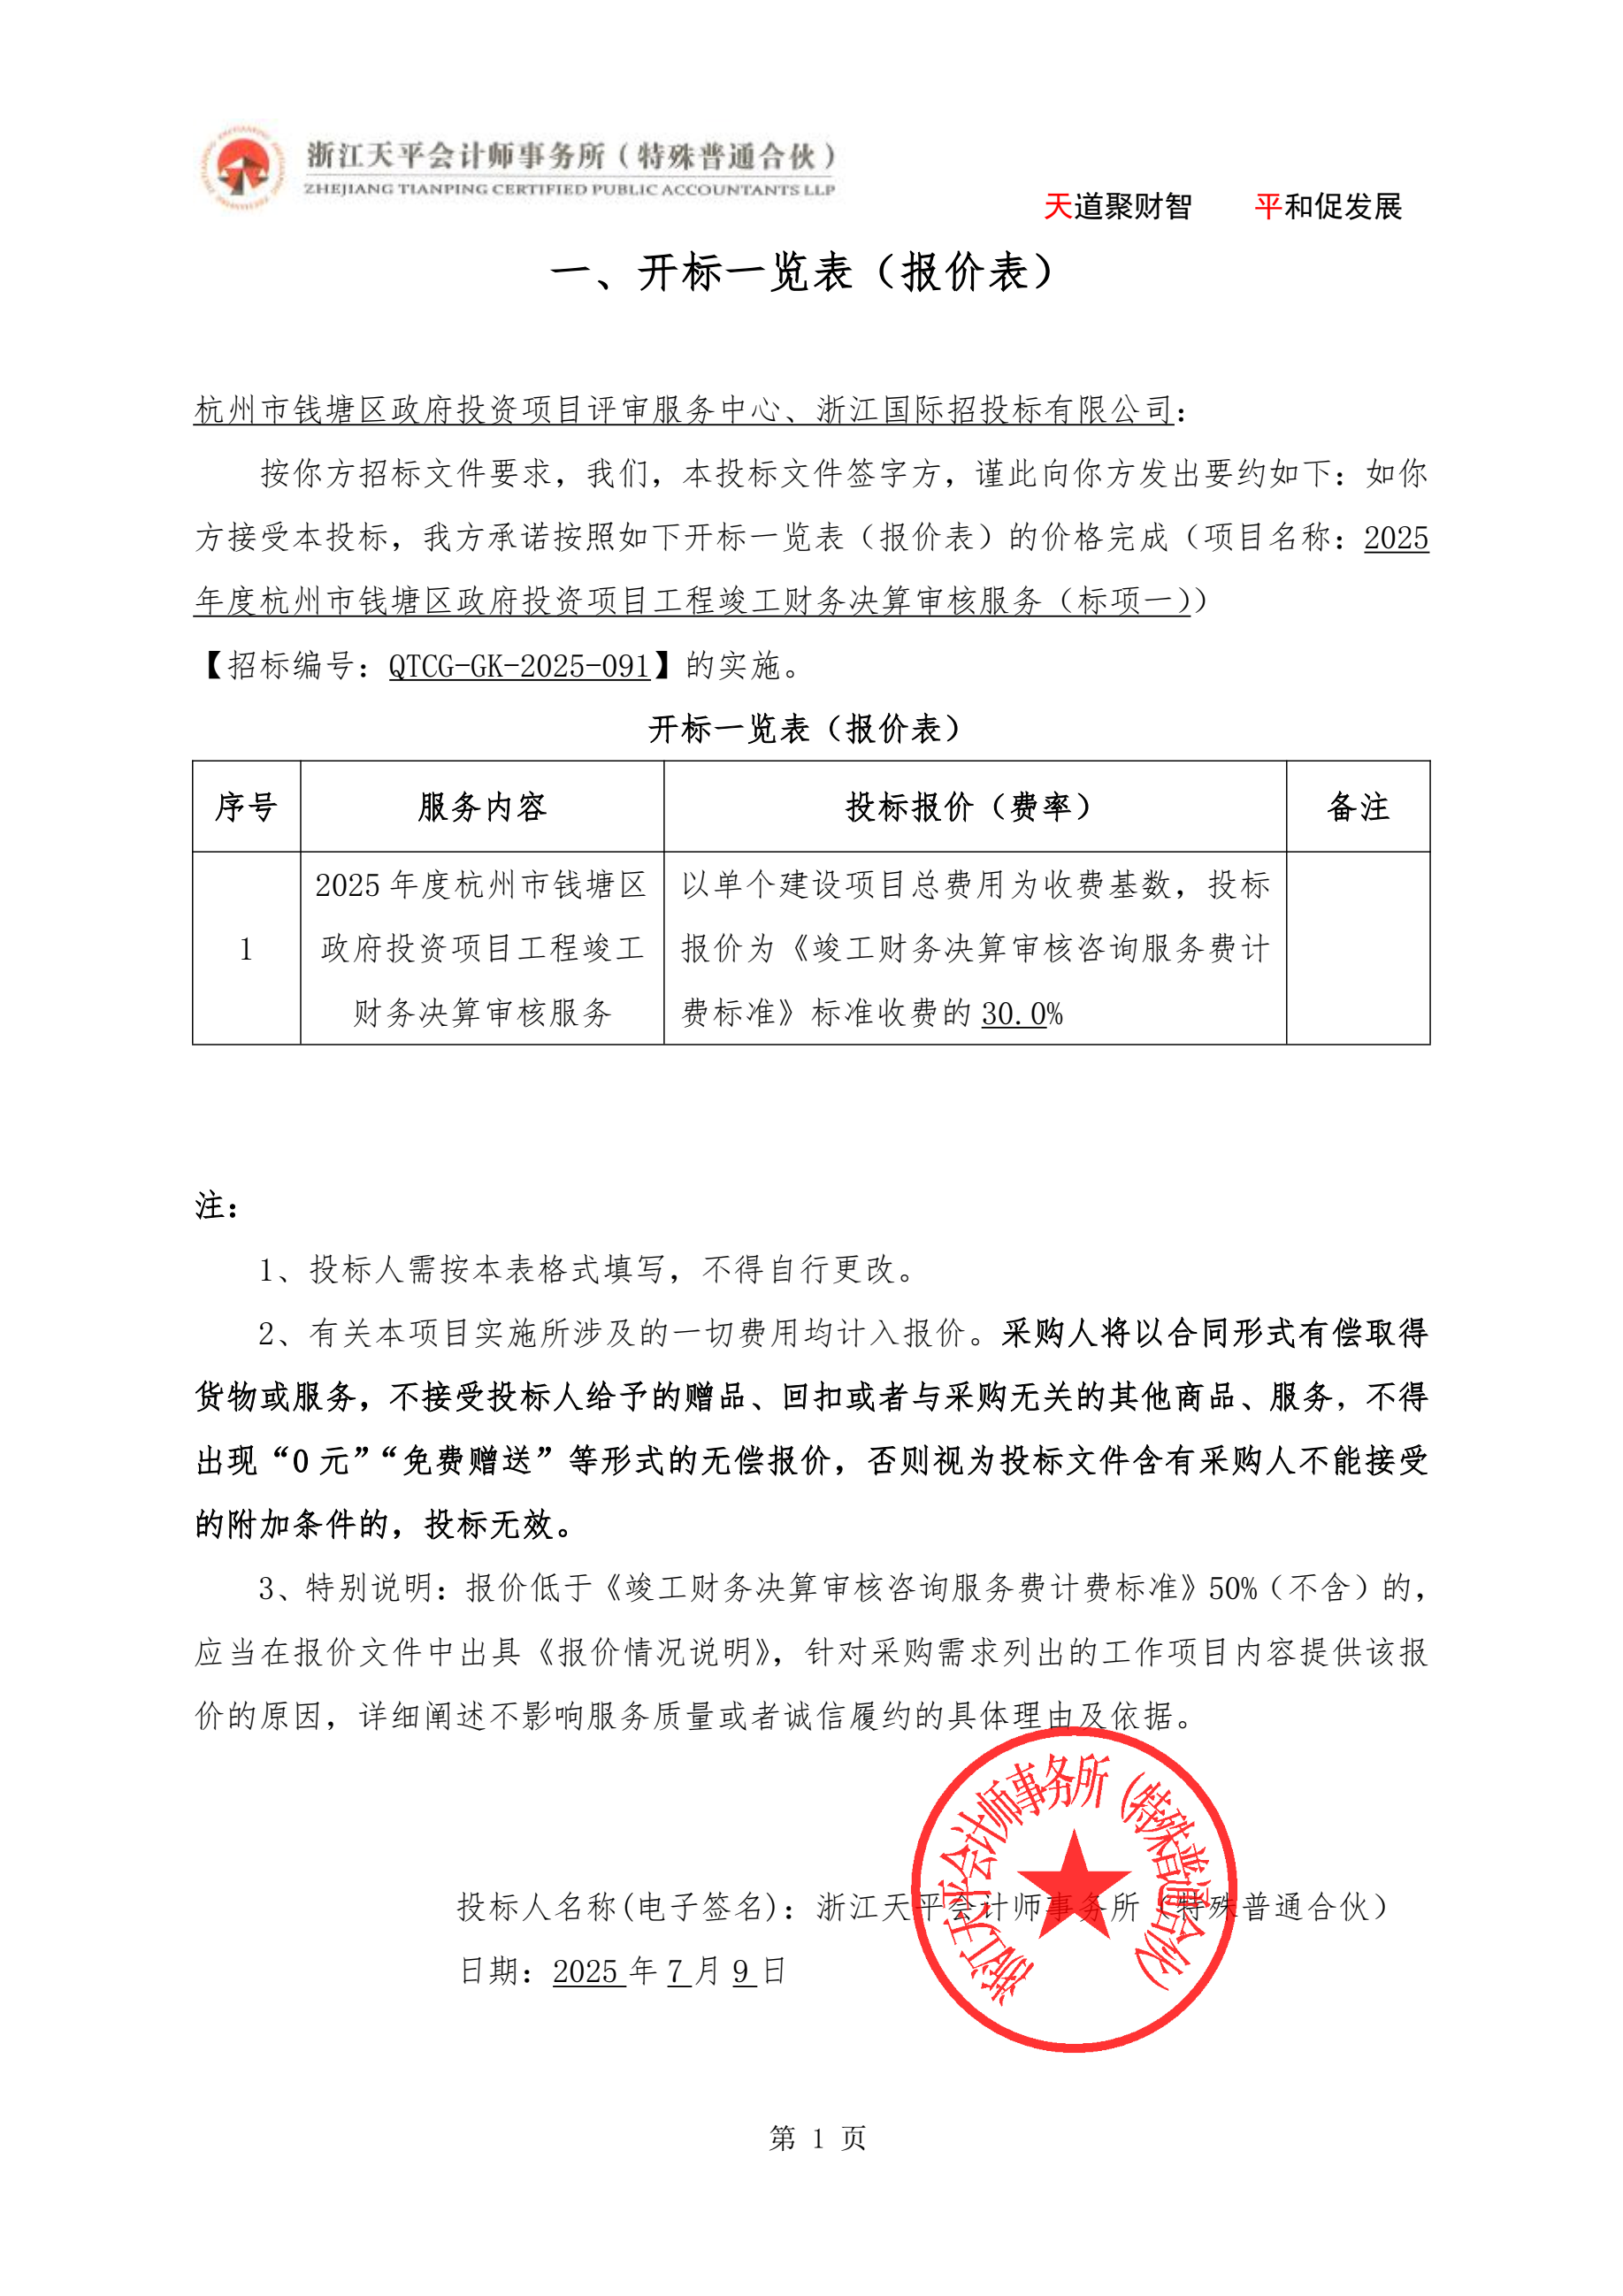 浙江天平会计师事务所（特殊普通合伙）
ZHEJIANG TIANPING CERTIFIED PUBLIC ACCOUNTANTS LLP
天道聚财智 平和促发展
一、开标一览表（报价表）
杭州市钱塘区政府投资项目评审服务中心、浙江国际招投标有限公司：
按你方招标文件要求，我们，本投标文件签字方，谨此向你方发出要约如下：如你
方接受本投标，我方承诺按照如下开标一览表（报价表）的价格完成（项目名称：2025
年度杭州市钱塘区政府投资项目工程竣工财务决算审核服务（标项一））
【招标编号：QTCG-GK-2025-091】的实施。
开标一览表（报价表）
序号 服务内容 投标报价（费率） 备注
1
2025 年度杭州市钱塘区
政府投资项目工程竣工
财务决算审核服务
以单个建设项目总费用为收费基数，投标
报价为《竣工财务决算审核咨询服务费计
费标准》标准收费的 30.0%
注：
1、投标人需按本表格式填写，不得自行更改。
2、有关本项目实施所涉及的一切费用均计入报价。采购人将以合同形式有偿取得
货物或服务，不接受投标人给予的赠品、回扣或者与采购无关的其他商品、服务，不得
出现“0 元”“免费赠送”等形式的无偿报价，否则视为投标文件含有采购人不能接受
的附加条件的，投标无效。
3、特别说明：报价低于《竣工财务决算审核咨询服务费计费标准》50%（不含）的，
应当在报价文件中出具《报价情况说明》，针对采购需求列出的工作项目内容提供该报
价的原因，详细阐述不影响服务质量或者诚信履约的具体理由及依据。
浙江天平会计师事务所（特殊普通合伙）
投标人名称(电子签名)：浙江天平会计师事务所（特殊普通合伙）
日期：2025 年 7 月 9 日
第 1 页